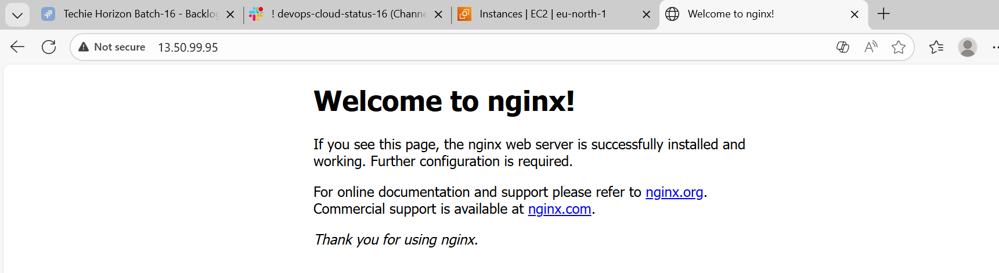 Techie Horizon Batch-16 - Backlog
! devops-cloud-status-16 (Channe
Instances | EC2 | eu-north-1
Welcome to nginx!
Not secure 13.50.99.95
Welcome to nginx!
If you see this page, the nginx web server is successfully installed and
working. Further configuration is required.
For online documentation and support please refer to nginx.org.
Commercial support is available at nginx.com.
Thank you for using nginx.